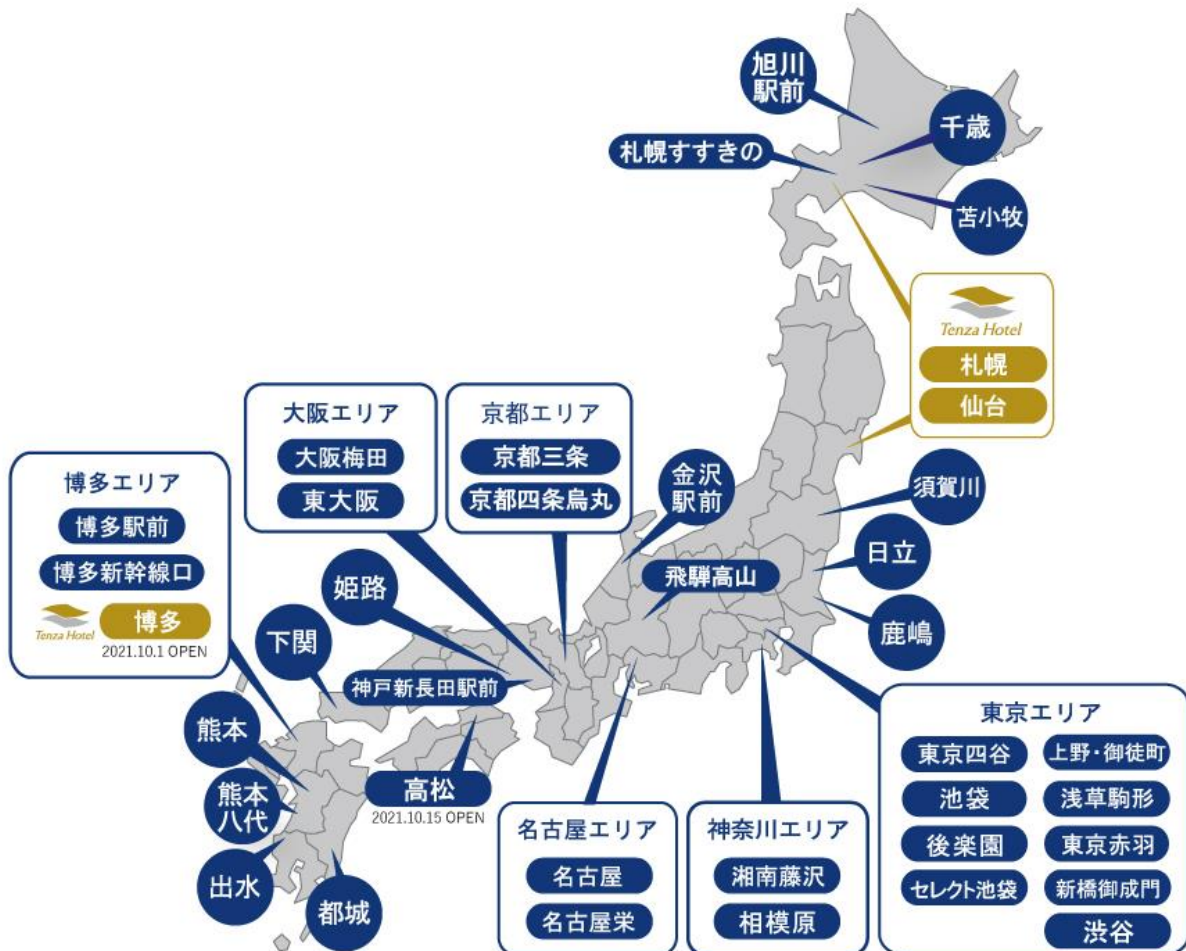 旭川
駅前
千歳
札幌すすきの
苫小牧
Tenza Hotel
札幌
仙台
大阪エリア
大阪梅田
東大阪
京都エリア
京都三条
京都四条烏丸
金沢
駅前
須賀川
博多エリア
博多駅前
博多新幹線口
Tenza Hotel
博多
2021.10.1 OPEN
日立
飛騨高山
姫路
鹿嶋
下関
神戸新長田駅前
熊本
高松
2021.10.15 OPEN
熊本
八代
出水
都城
名古屋エリア
名古屋
名古屋栄
神奈川エリア
湘南藤沢
相模原
東京エリア
東京四谷
上野・御徒町
池袋
浅草駒形
後楽園
東京赤羽
セレクト池袋
新橋御成門
渋谷